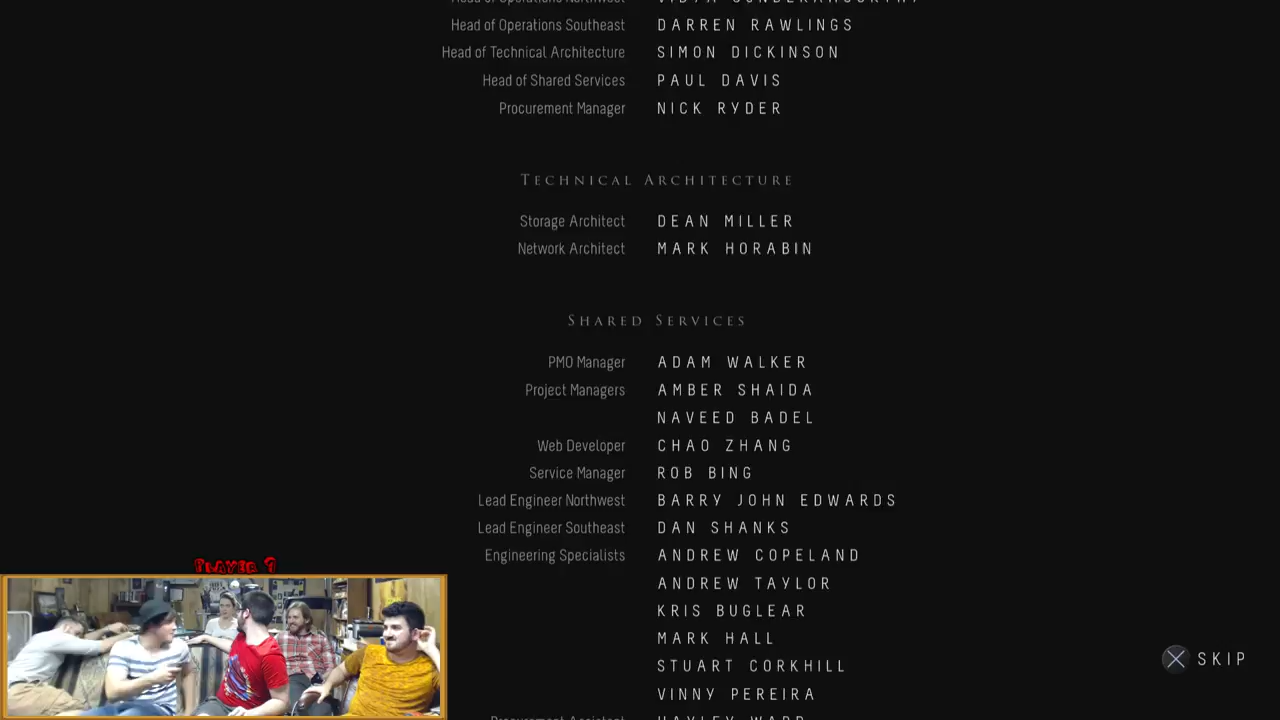 Head of Operations Southeast DARREN RAWLINGS
Head of Technical Architecture SIMON DICKINSON
Head of Shared Services PAUL DAVIS
Procurement Manager NICK RYDER
TECHNICAL ARCHITECTURE
Storage Architect DEAN MILLER
Network Architect MARK HORABIN
SHARED SERVICES
PMO Manager ADAM WALKER
Project Managers AMBER SHAIDA
NAVEED BADEL
Web Developer CHAO ZHANG
Service Manager ROB BING
Lead Engineer Northwest BARRY JOHN EDWARDS
Lead Engineer Southeast DAN SHANKS
Engineering Specialists ANDREW COPELAND
ANDREW TAYLOR
KRIS BUGLEAR
MARK HALL
STUART CORKHILL
VINNY PEREIRA
SKIP
PLAYER